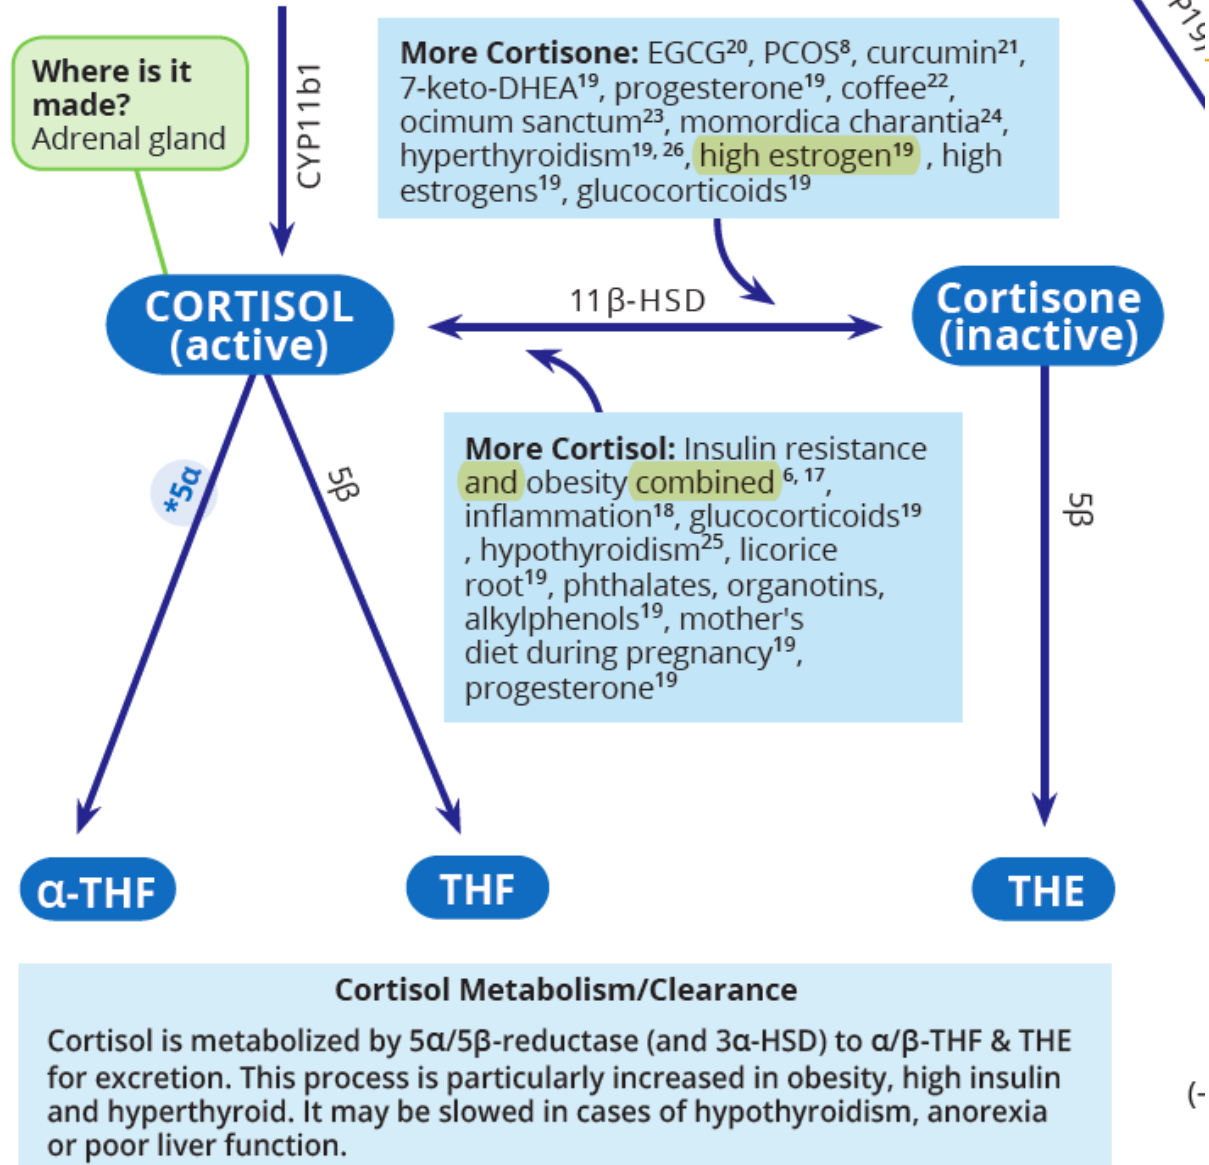 P19)
Where is it
made?
Adrenal gland
CYP11b1
More Cortisone: EGCG²⁰, PCOS⁸, curcumin²¹,
7-keto-DHEA¹⁹, progesterone¹⁹, coffee²²,
ocimum sanctum²³, momordica charantia²⁴,
hyperthyroidism¹⁹, ²⁶, high estrogen¹⁹ , high
estrogens¹⁹, glucocorticoids¹⁹
CORTISOL
(active)
11β-HSD
Cortisone
(inactive)
More Cortisol: Insulin resistance
and obesity combined ⁶, ¹⁷,
inflammation¹⁸, glucocorticoids¹⁹
, hypothyroidism²⁵, licorice
root¹⁹, phthalates, organotins,
alkylphenols¹⁹, mother's
diet during pregnancy¹⁹,
progesterone¹⁹
*5α
5β
5β
α-THF
THF
THE
Cortisol Metabolism/Clearance
Cortisol is metabolized by 5α/5β-reductase (and 3α-HSD) to α/β-THF & THE
for excretion. This process is particularly increased in obesity, high insulin
and hyperthyroid. It may be slowed in cases of hypothyroidism, anorexia
or poor liver function.
(-